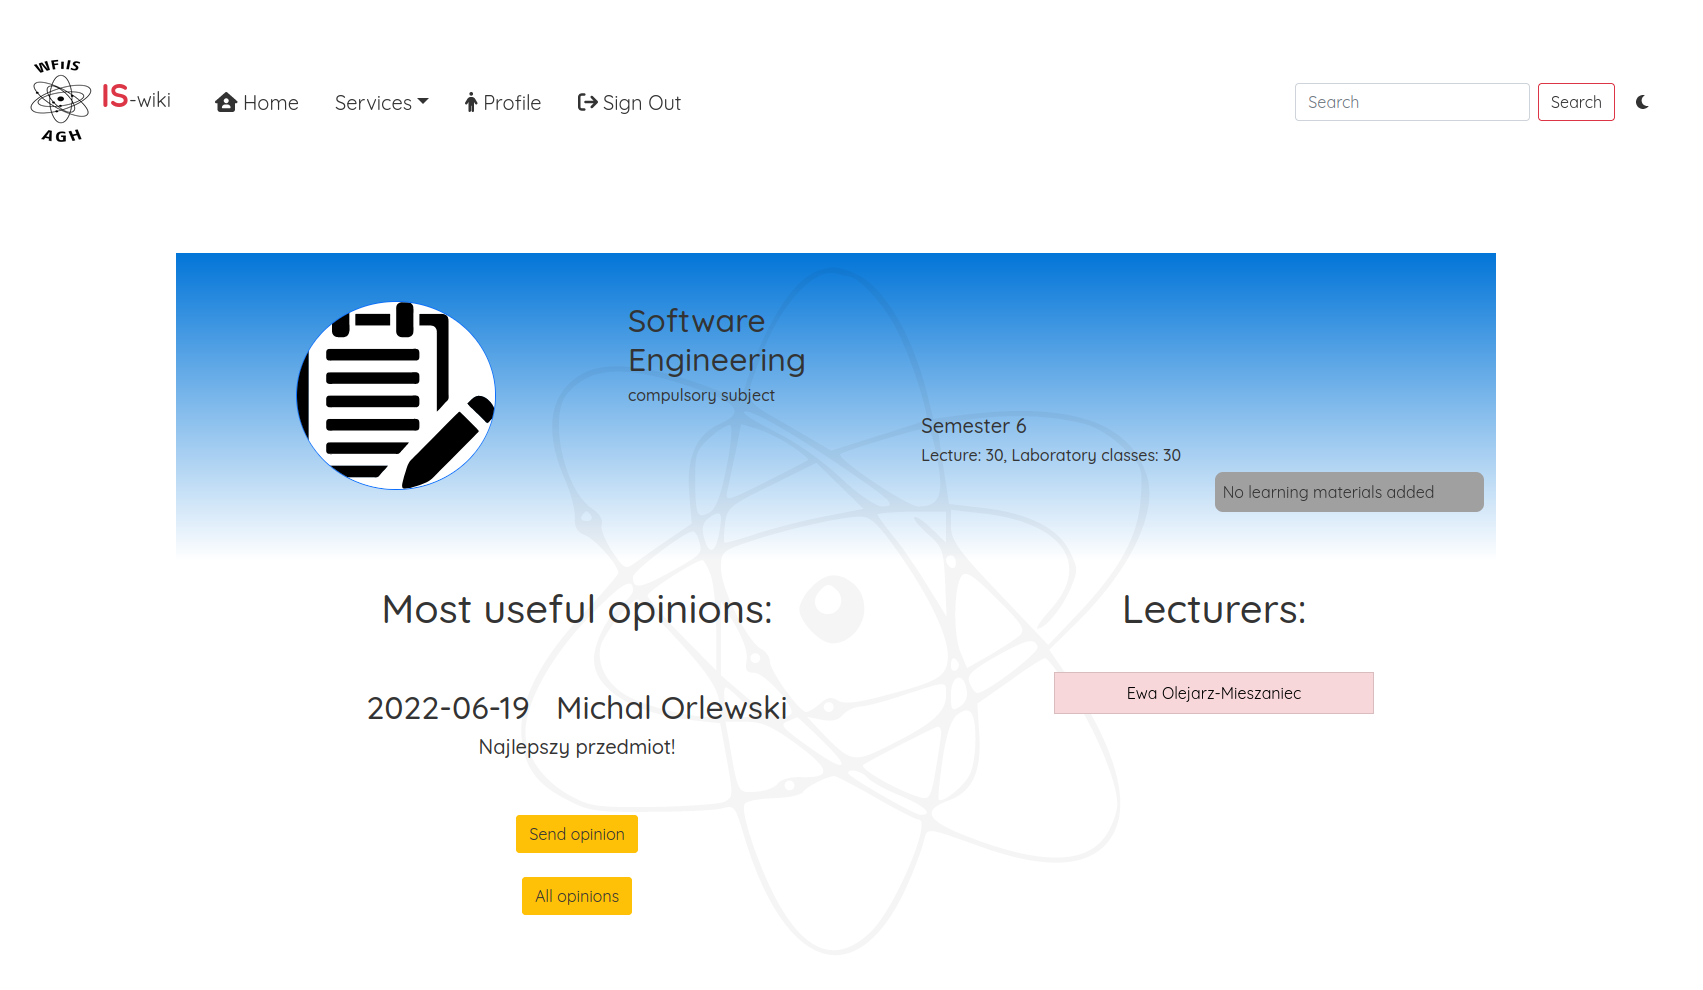 WFiIS
AGH
IS-wiki
Home
Services
Profile
Sign Out
Search
Search
Software
Engineering
compulsory subject
Semester 6
Lecture: 30, Laboratory classes: 30
No learning materials added
Most useful opinions:
2022-06-19 Michal Orlewski
Najlepszy przedmiot!
Send opinion
All opinions
Lecturers:
Ewa Olejarz-Mieszaniec